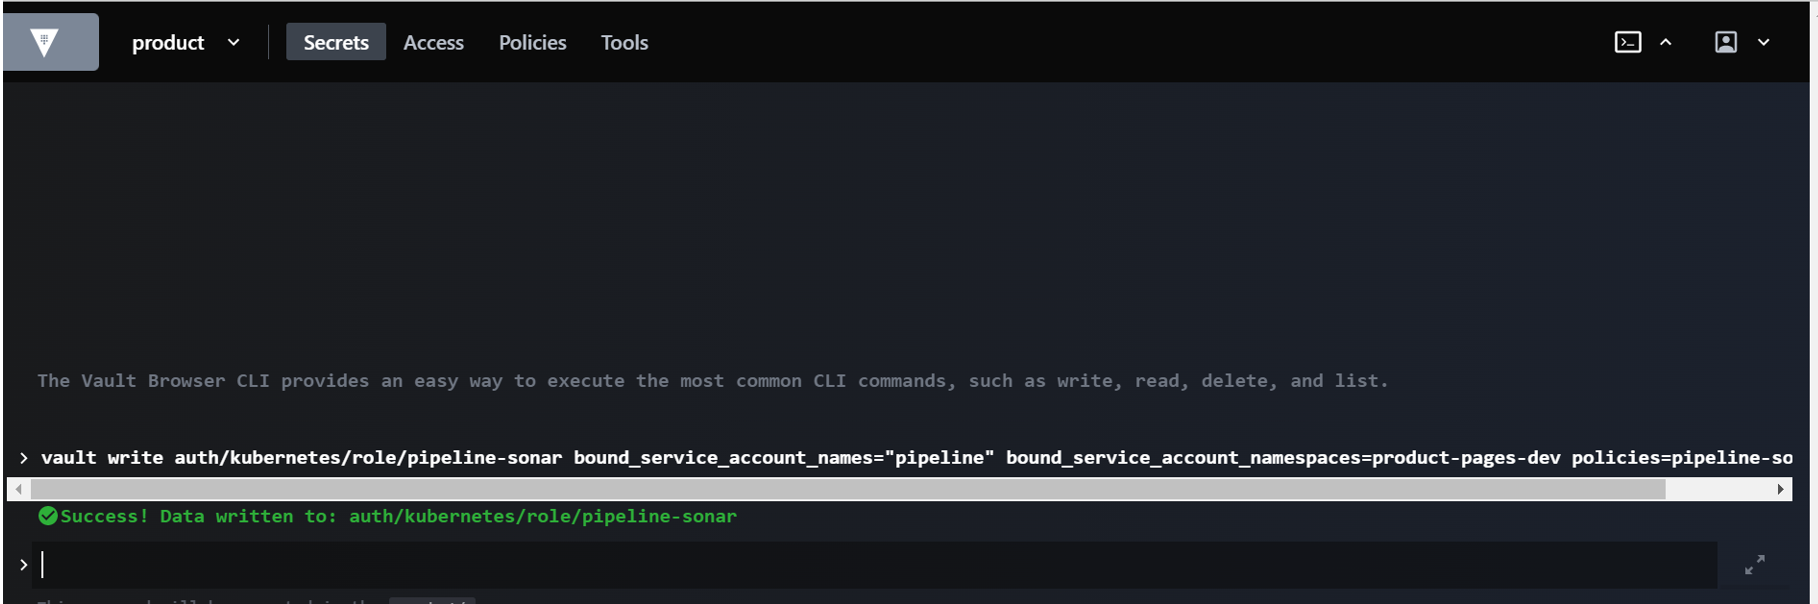 product Secrets Access Policies Tools
The Vault Browser CLI provides an easy way to execute the most common CLI commands, such as write, read, delete, and list.
> vault write auth/kubernetes/role/pipeline-sonar bound_service_account_names="pipeline" bound_service_account_namespaces=product-pages-dev policies=pipeline-so
Success! Data written to: auth/kubernetes/role/pipeline-sonar
>